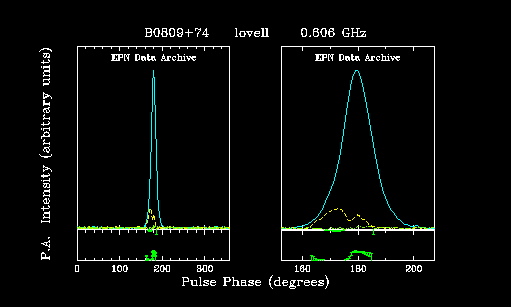 B0809+74 lovell 0.606 GHz
EPN Data Archive EPN Data Archive
P.A. Intensity (arbitrary units)
0 100 200 300 160 180 200
Pulse Phase (degrees)